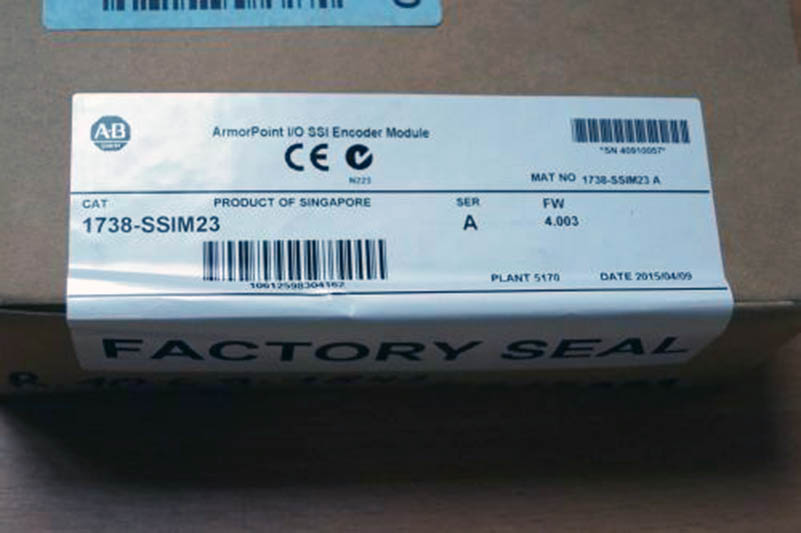 A-B
ArmorPoint I/O SSI Encoder Module
CE
N223
"SN 40910057"
MAT NO 1738-SSIM23 A
CAT
PRODUCT OF SINGAPORE
SER
FW
1738-SSIM23
A
4.003
10612598304162
PLANT 5170
DATE 2015/04/09
FACTORY SEAL